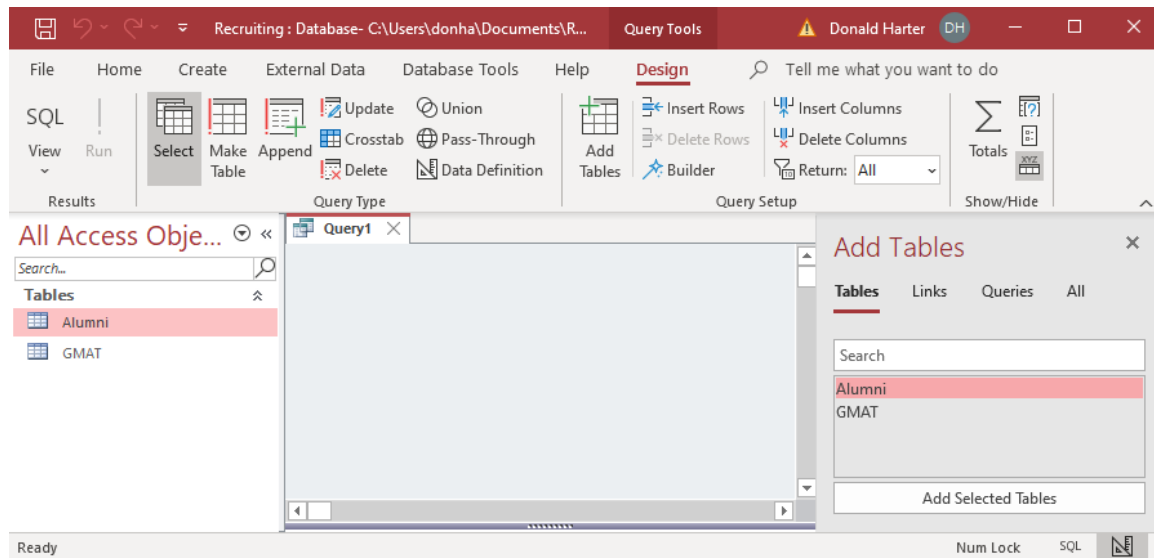 Recruiting : Database- C:\Users\donha\Documents\R... Query Tools Donald Harter DH
File Home Create External Data Database Tools Help Design Tell me what you want to do
SQL
View
Run
Select
Make
Table
Append
Update
Crosstab
Delete
Union
Pass-Through
Data Definition
Add
Tables
Insert Rows
Delete Rows
Builder
Insert Columns
Delete Columns
Return: All
Totals
XYZ
Results Query Type Query Setup Show/Hide
All Access Obje...
Search...
Tables
Alumni
GMAT
Query1
Add Tables
Tables Links Queries All
Search
Alumni
GMAT
Add Selected Tables
Ready Num Lock SQL